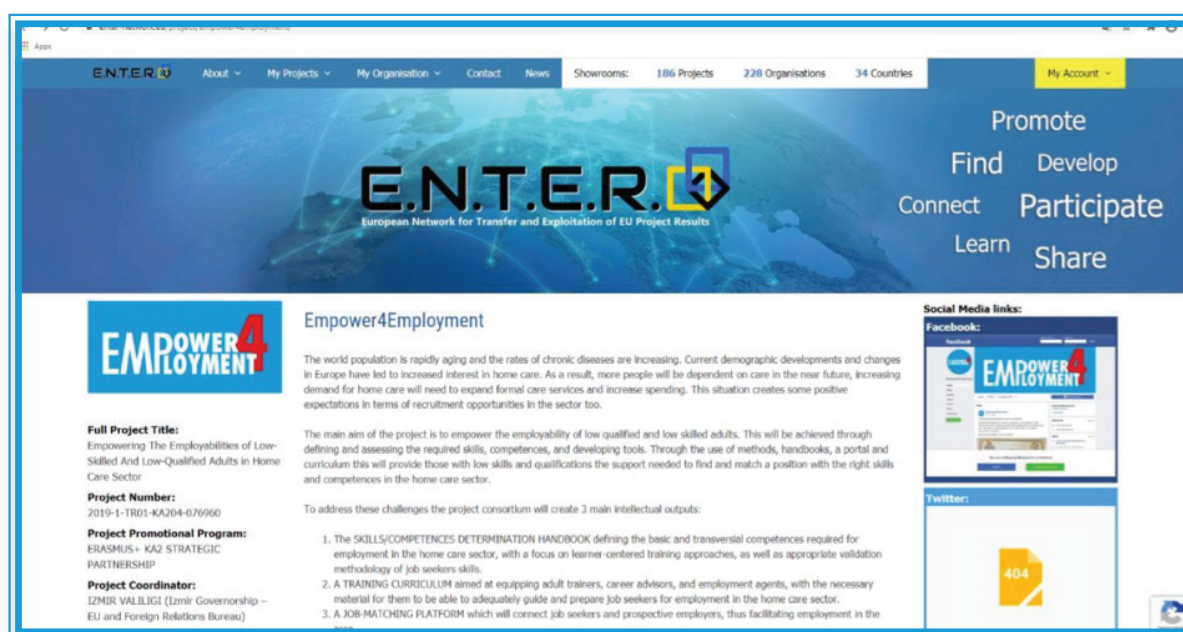 Apps
E.N.T.E.R.
About
My Projects
My Organisation
Contact
News
Showrooms:
186 Projects
228 Organisations
34 Countries
My Account
E.N.T.E.R.
European Network for Transfer and Exploitation of EU Project Results
Promote
Find Develop
Connect Participate
Learn Share
EMPOWER 4
EMPLOYMENT
Full Project Title:
Empowering The Employabilities of Low-
Skilled And Low-Qualified Adults in Home
Care Sector
Project Number:
2019-1-TR01-KA204-076960
Project Promotional Program:
ERASMUS+ KA2 STRATEGIC
PARTNERSHIP
Project Coordinator:
IZMIR VALILIGI (Izmir Governorship –
EU and Foreign Relations Bureau)
Empower4Employment
The world population is rapidly aging and the rates of chronic diseases are increasing. Current demographic developments and changes
in Europe have led to increased interest in home care. As a result, more people will be dependent on care in the near future, increasing
demand for home care will need to expand formal care services and increase spending. This situation creates some positive
expectations in terms of recruitment opportunities in the sector too.
The main aim of the project is to empower the employability of low qualified and low skilled adults. This will be achieved through
defining and assessing the required skills, competences, and developing tools. Through the use of methods, handbooks, a portal and
curriculum this will provide those with low skills and qualifications the support needed to find and match a position with the right skills
and competences in the home care sector.
To address these challenges the project consortium will create 3 main intellectual outputs:
1. The SKILLS/COMPETENCES DETERMINATION HANDBOOK defining the basic and transversial competences required for
employment in the home care sector, with a focus on learner-centered training approaches, as well as appropriate validation
methodology of job seekers skills.
2. A TRAINING CURRICULUM aimed at equipping adult trainers, career advisors, and employment agents, with the necessary
material for them to be able to adequately guide and prepare job seekers for employment in the home care sector.
3. A JOB-MATCHING PLATFORM which will connect job seekers and prospective employers, thus facilitating employment in the
Social Media links:
Facebook:
facebook
EMPOWER 4
EMPLOYMENT
Twitter:
404